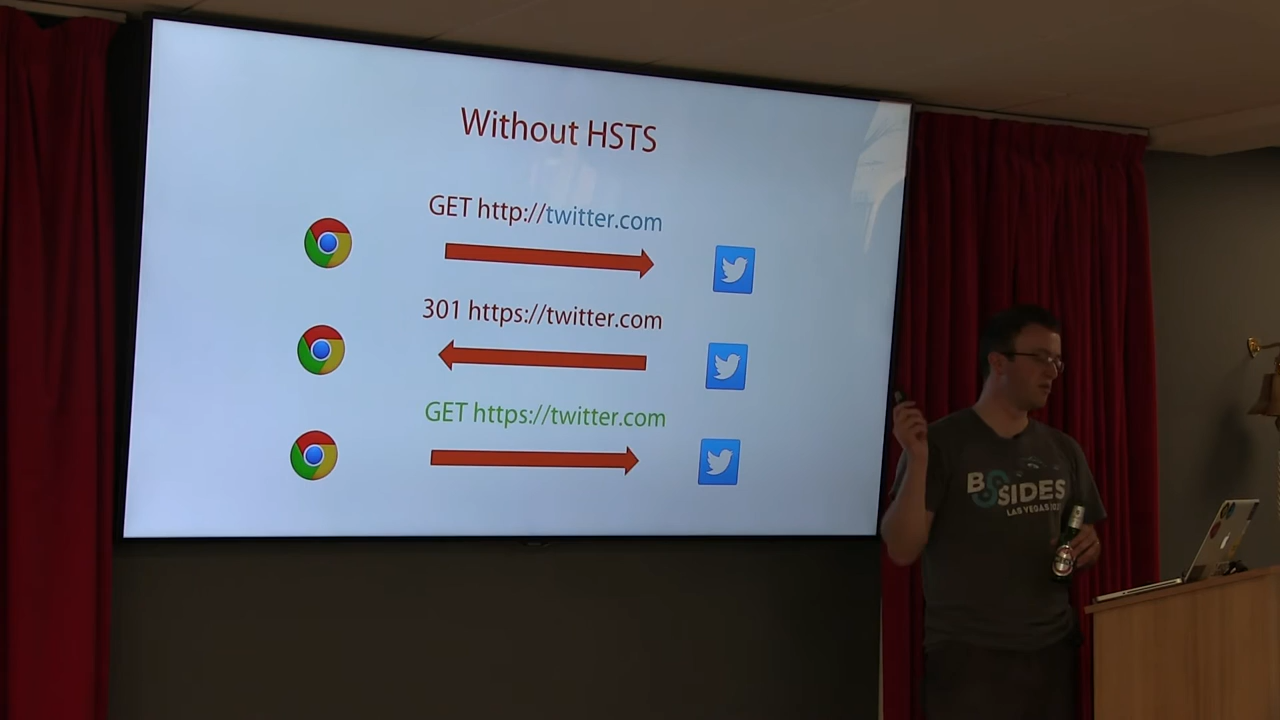 Without HSTS
GET http://twitter.com
301 https://twitter.com
GET https://twitter.com
BSIDES
LAS VEGAS